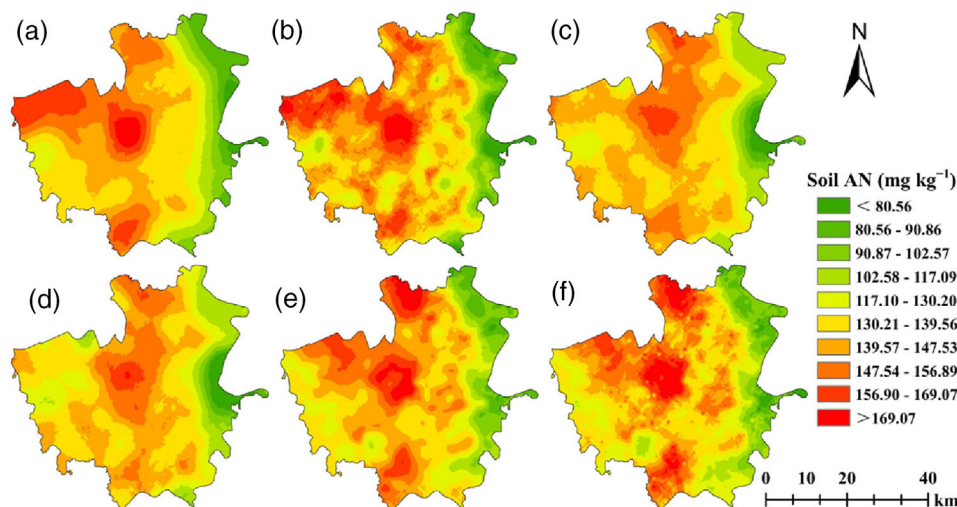 (a)
(b)
(c)
N
Soil AN (mg kg⁻¹)
< 80.56
80.56 - 90.86
90.87 - 102.57
102.58 - 117.09
117.10 - 130.20
130.21 - 139.56
139.57 - 147.53
147.54 - 156.89
156.90 - 169.07
>169.07
(d)
(e)
(f)
0 10 20 40
km